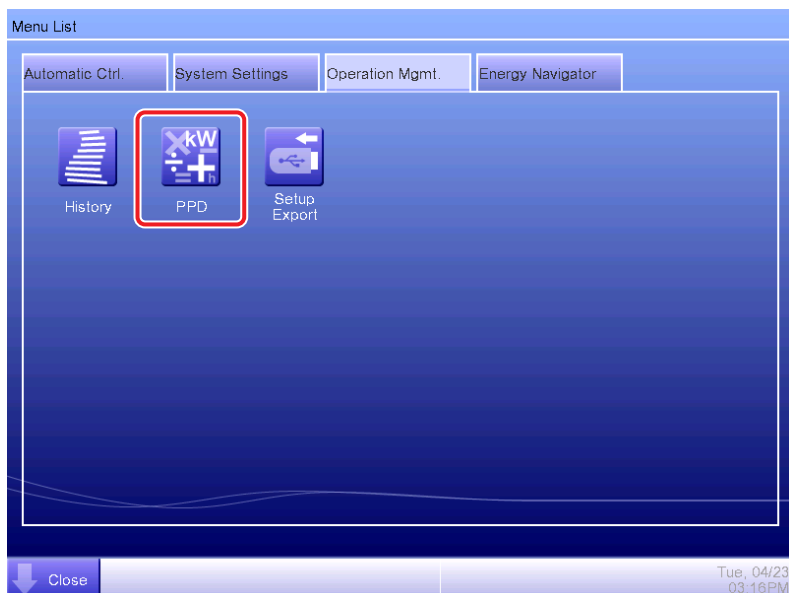 Menu List
Automatic Ctrl. System Settings Operation Mgmt. Energy Navigator
×kW
÷+
=h
History PPD Setup
Export
Close
Tue, 04/23
03:16PM